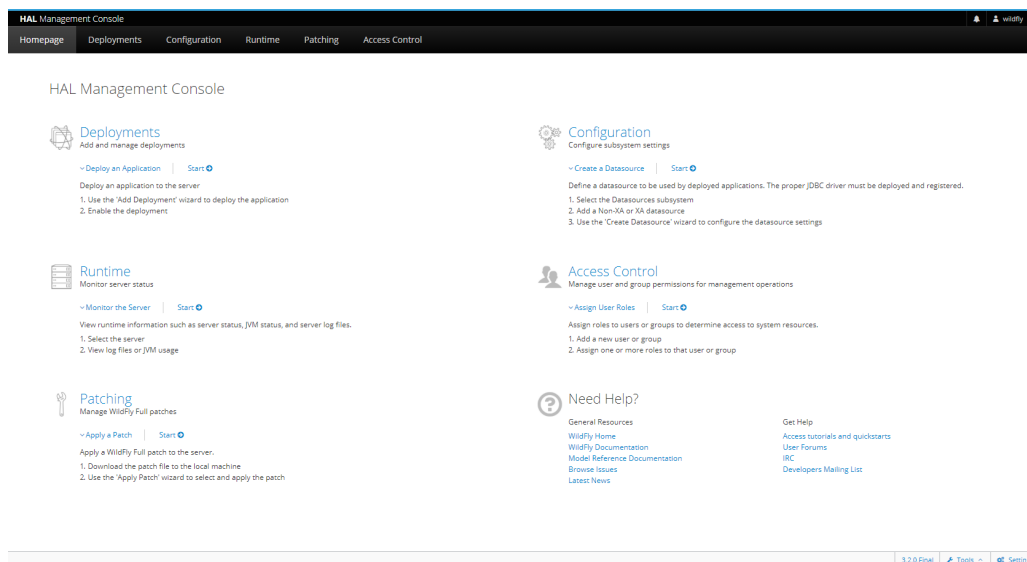 HAL Management Console
wildfly
Homepage Deployments Configuration Runtime Patching Access Control
HAL Management Console
Deployments
Add and manage deployments
Deploy an Application Start
Deploy an application to the server
1. Use the 'Add Deployment' wizard to deploy the application
2. Enable the deployment
Configuration
Configure subsystem settings
Create a Datasource Start
Define a datasource to be used by deployed applications. The proper JDBC driver must be deployed and registered.
1. Select the Datasources subsystem
2. Add a Non-XA or XA datasource
3. Use the 'Create Datasource' wizard to configure the datasource settings
Runtime
Monitor server status
Monitor the Server Start
View runtime information such as server status, JVM status, and server log files.
1. Select the server
2. View log files or JVM usage
Access Control
Manage user and group permissions for management operations
Assign User Roles Start
Assign roles to users or groups to determine access to system resources.
1. Add a new user or group
2. Assign one or more roles to that user or group
Patching
Manage WildFly Full patches
Apply a Patch Start
Apply a WildFly Full patch to the server.
1. Download the patch file to the local machine
2. Use the 'Apply Patch' wizard to select and apply the patch
Need Help?
General Resources
WildFly Home
WildFly Documentation
Model Reference Documentation
Browse Issues
Latest News
Get Help
Access tutorials and quickstarts
User Forums
IRC
Developers Mailing List
3.2.0.Final Tools Settin